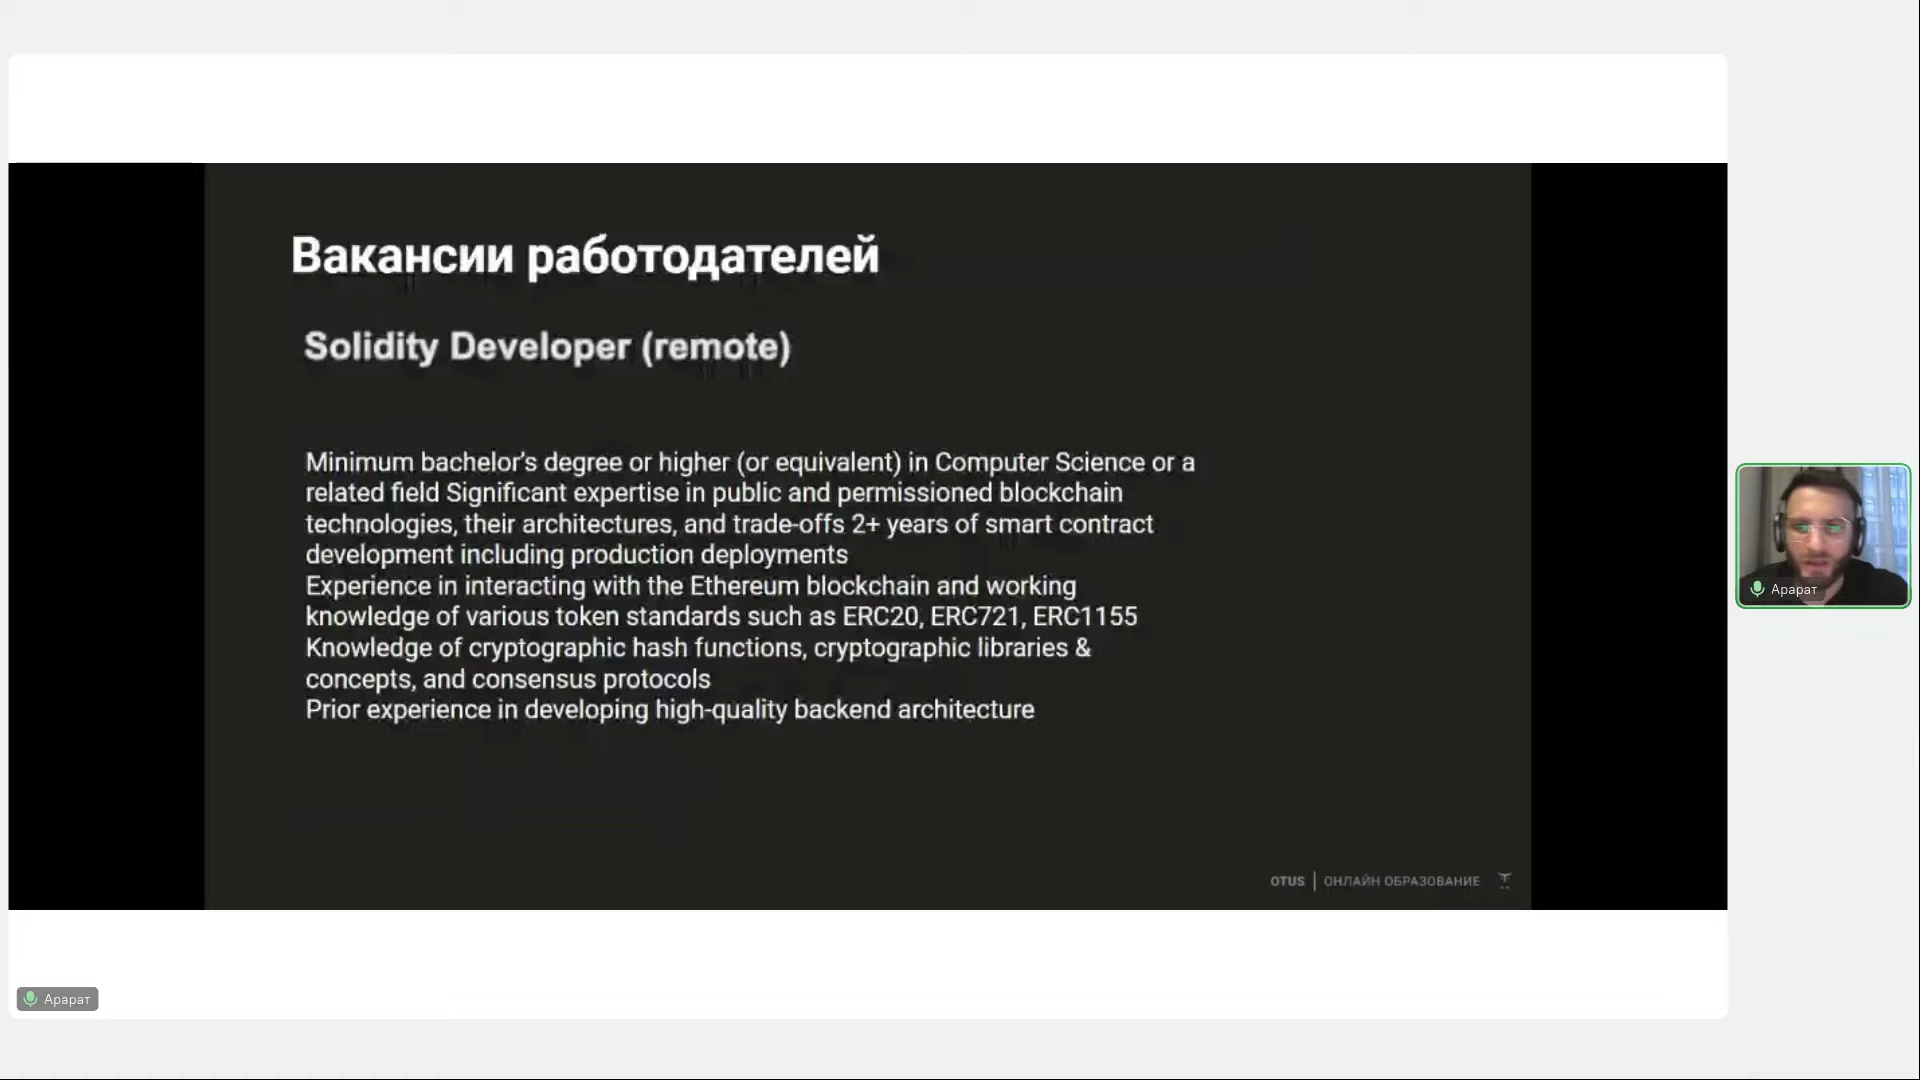 Вакансии работодателей
Solidity Developer (remote)
Minimum bachelor's degree or higher (or equivalent) in Computer Science or a
related field Significant expertise in public and permissioned blockchain
technologies, their architectures, and trade-offs 2+ years of smart contract
development including production deployments
Experience in interacting with the Ethereum blockchain and working
knowledge of various token standards such as ERC20, ERC721, ERC1155
Knowledge of cryptographic hash functions, cryptographic libraries &
concepts, and consensus protocols
Prior experience in developing high-quality backend architecture
OTUS | ОНЛАЙН ОБРАЗОВАНИЕ
Арарат
Арарат